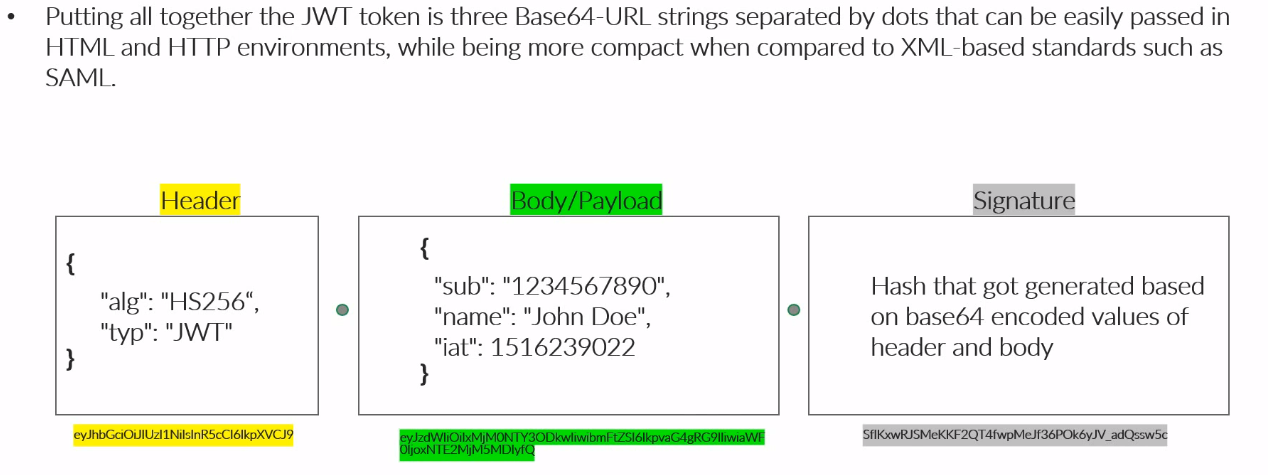 • Putting all together the JWT token is three Base64-URL strings separated by dots that can be easily passed in
HTML and HTTP environments, while being more compact when compared to XML-based standards such as
SAML.
Header
{
"alg": "HS256“,
"typ": "JWT"
}
eyJhbGciOiJIUzI1NiIsInR5cCI6IkpXVCJ9
Body/Payload
{
"sub": "1234567890",
"name": "John Doe",
"iat": 1516239022
}
eyJzdWIiOiIxMjM0NTY3ODkwIiwibmFtZSI6IkpvaG4gRG9lIiwiaWF
0IjoxNTE2MjM5MDIyfQ
Signature
Hash that got generated based
on base64 encoded values of
header and body
SflKxwRJSMeKKF2QT4fwpMeJf36POk6yJV_adQssw5c